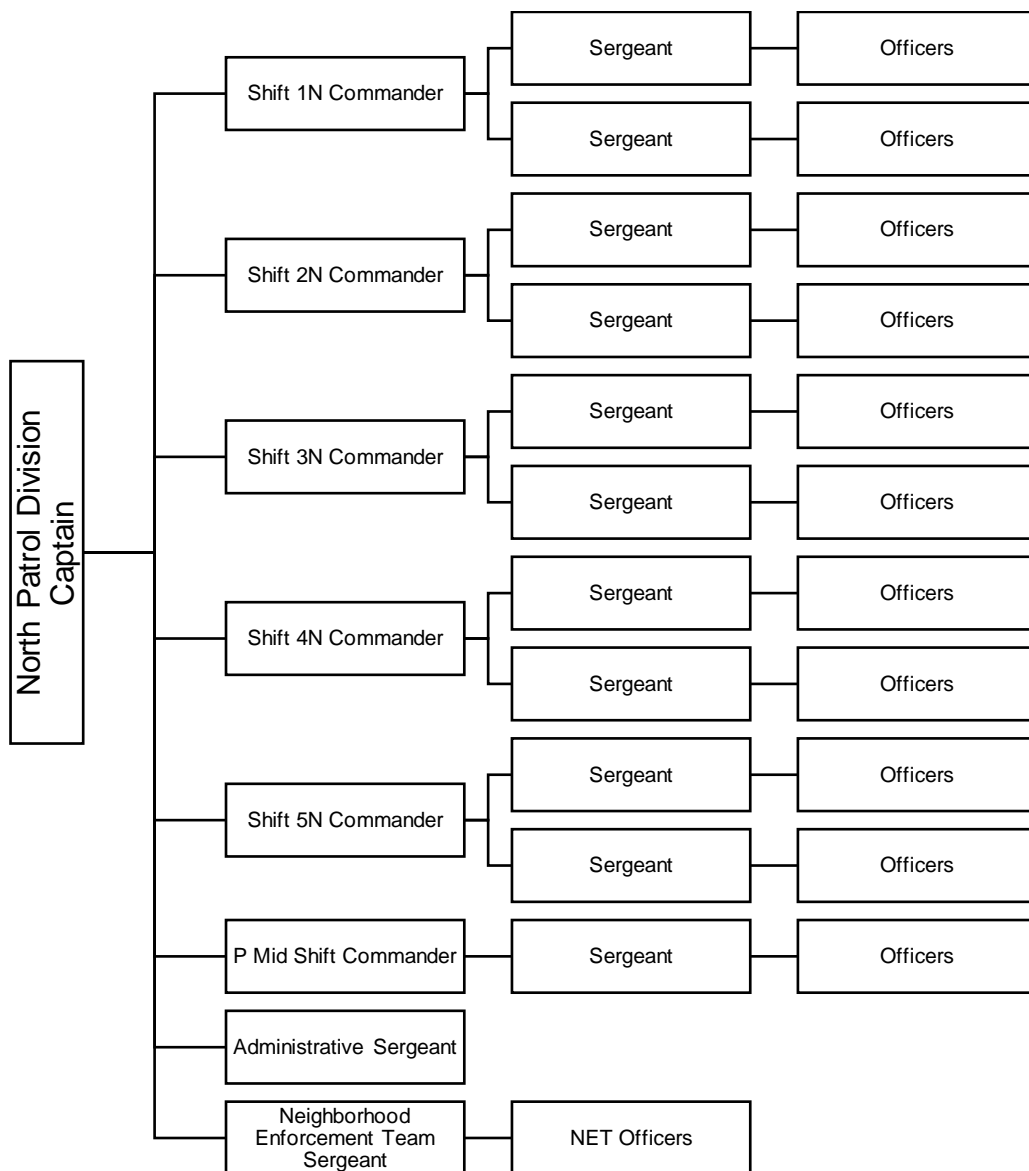 North Patrol Division
Captain
Shift 1N Commander
Sergeant
Officers
Sergeant
Officers
Shift 2N Commander
Sergeant
Officers
Sergeant
Officers
Shift 3N Commander
Sergeant
Officers
Sergeant
Officers
Shift 4N Commander
Sergeant
Officers
Sergeant
Officers
Shift 5N Commander
Sergeant
Officers
Sergeant
Officers
P Mid Shift Commander
Sergeant
Officers
Administrative Sergeant
Neighborhood
Enforcement Team
Sergeant
NET Officers